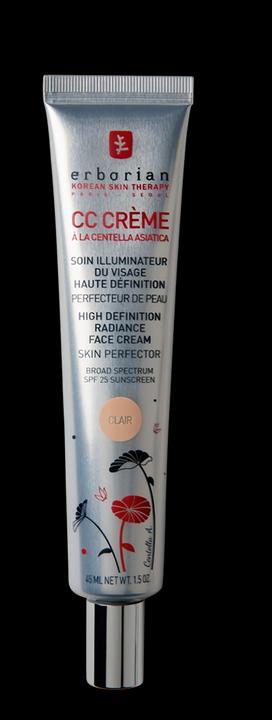 erborian
KOREAN SKIN THERAPY
PARIS - SEOUL
CC CRÈME
À LA CENTELLA ASIATICA
SOIN ILLUMINATEUR
DU VISAGE
HAUTE DÉFINITION
PERFECTEUR DE PEAU
HIGH DEFINITION
RADIANCE
FACE CREAM
SKIN PERFECTOR
BROAD SPECTRUM
SPF 25 SUNSCREEN
CLAIR
Centella A.
45 ML NET WT. 1.5 OZ.